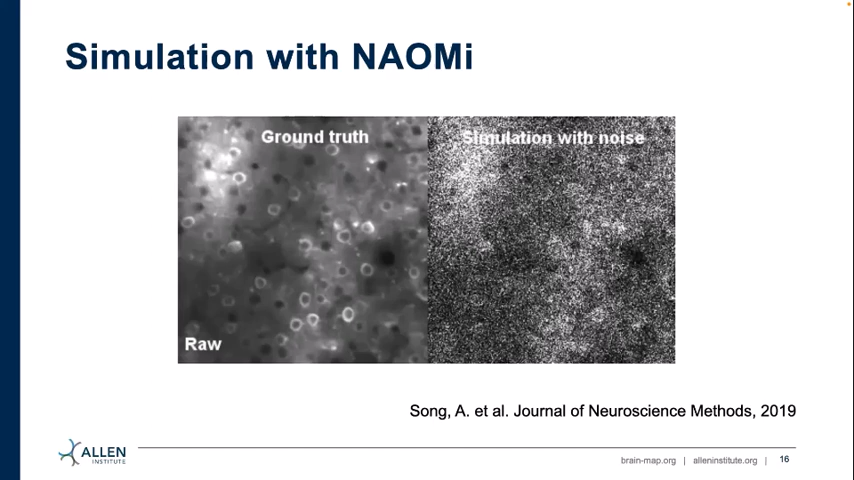 Simulation with NAOMi
Ground truth
Simulation with noise
Raw
Song, A. et al. Journal of Neuroscience Methods, 2019
ALLEN
INSTITUTE
brain-map.org | alleninstitute.org | 16